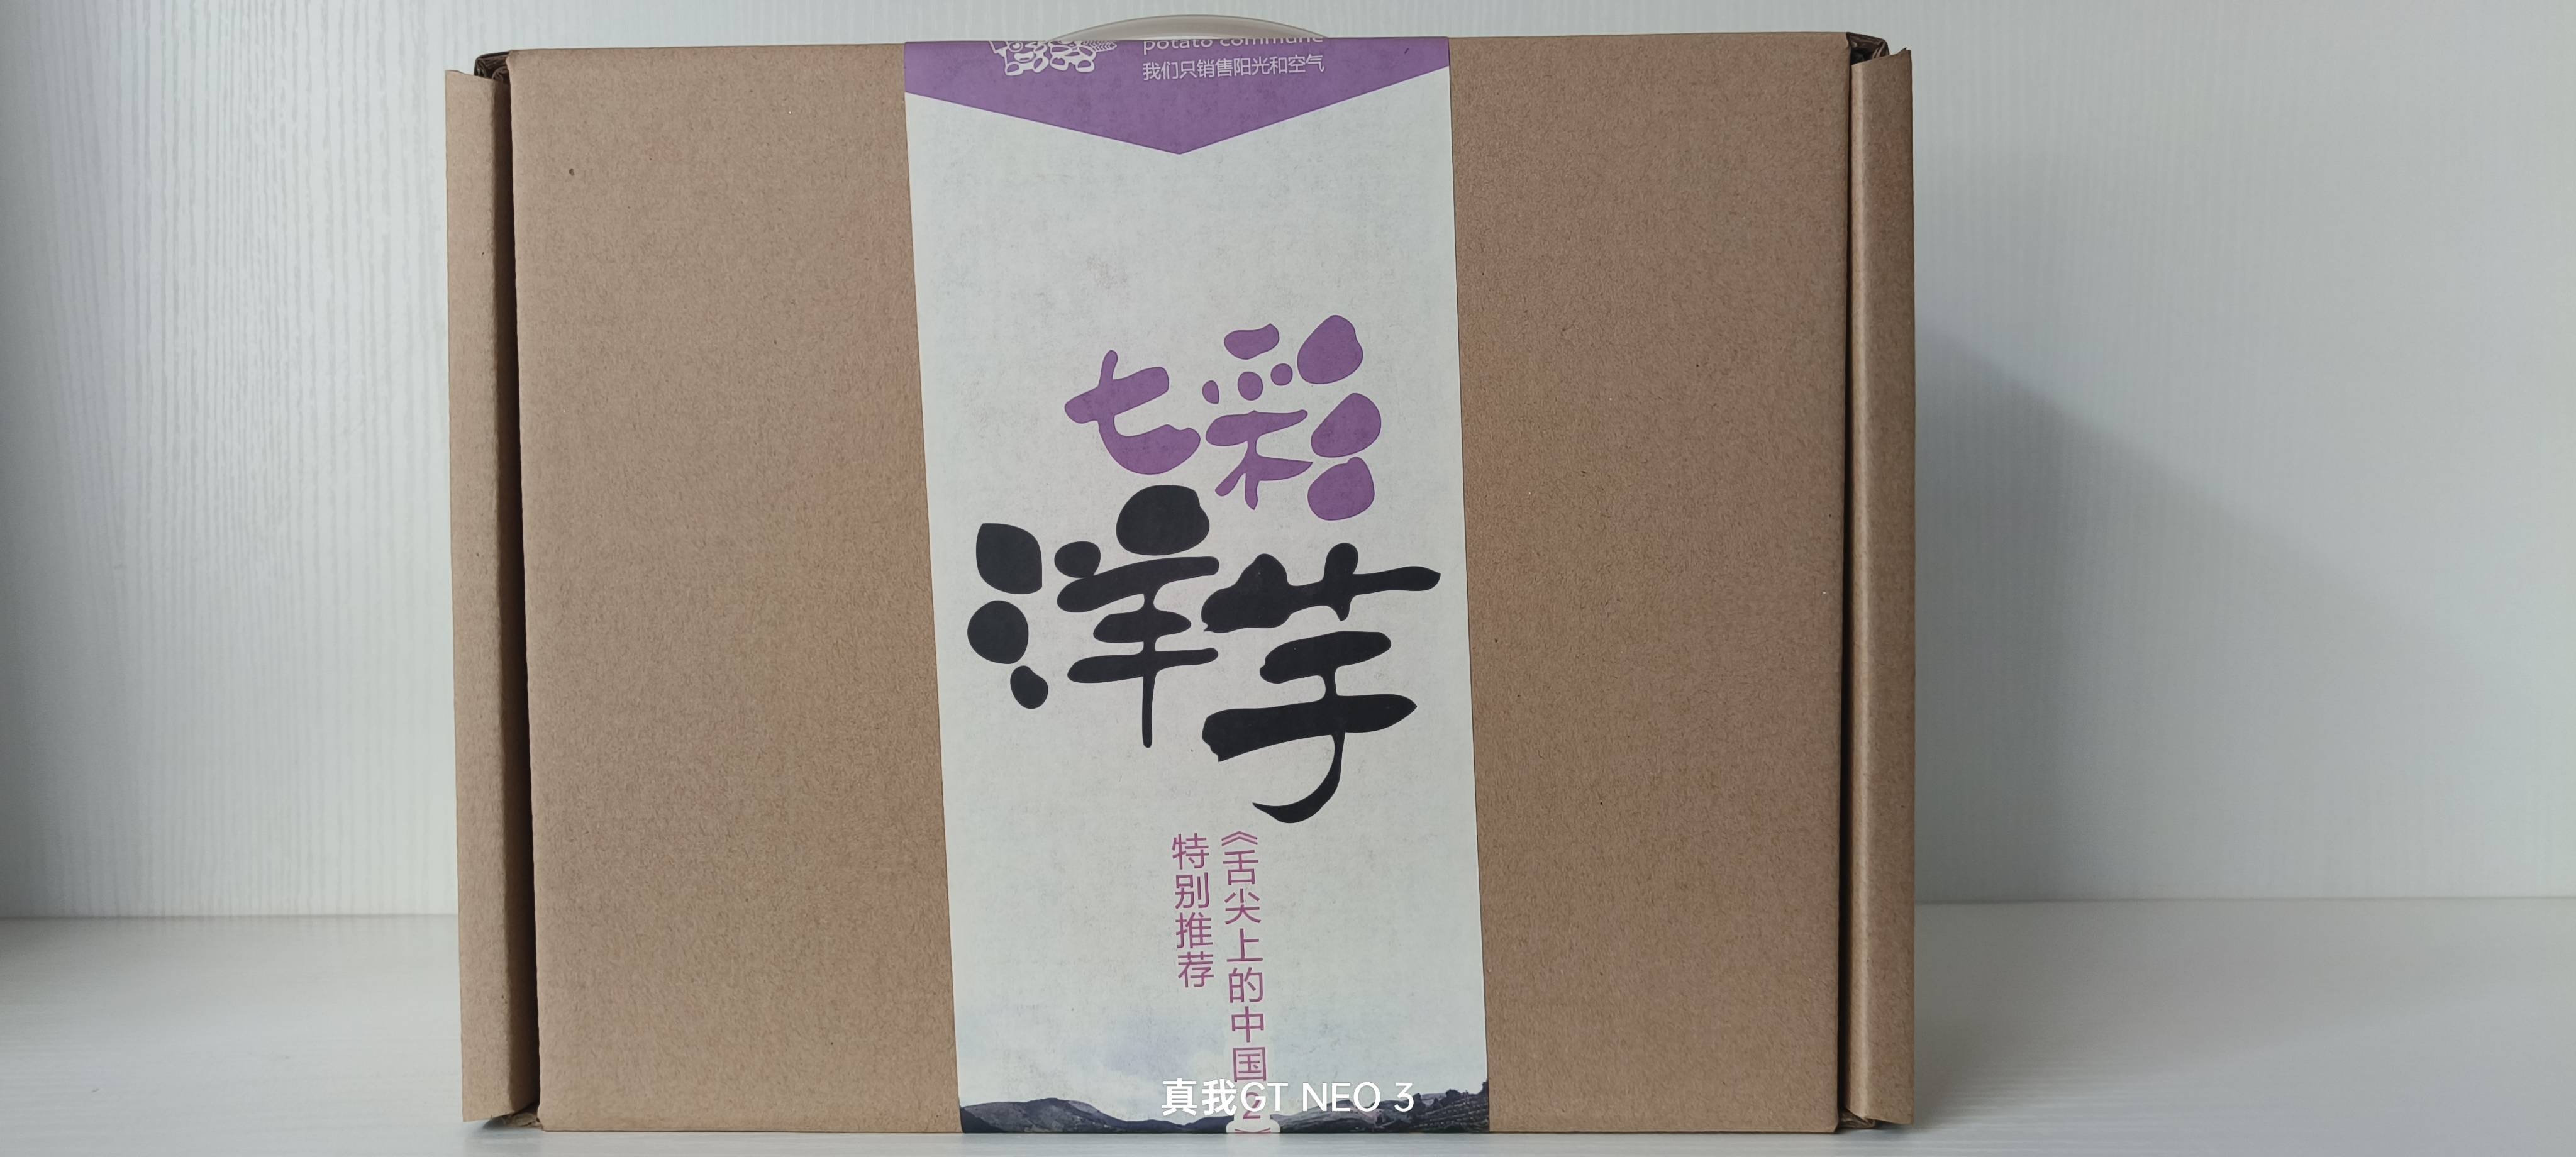 potato commune
我们只销售阳光和空气
七彩
洋芋
《舌尖上的中国2》
特别推荐
真我GT NEO 3